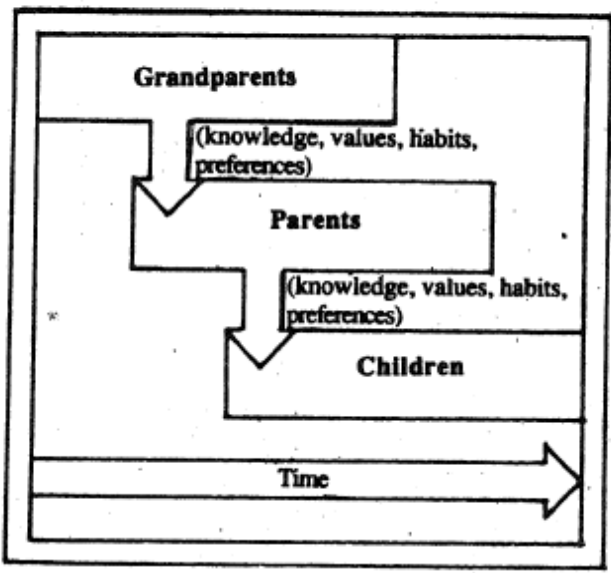 Grandparents
(knowledge, values, habits,
preferences)
Parents
(knowledge, values, habits,
preferences)
Children
Time